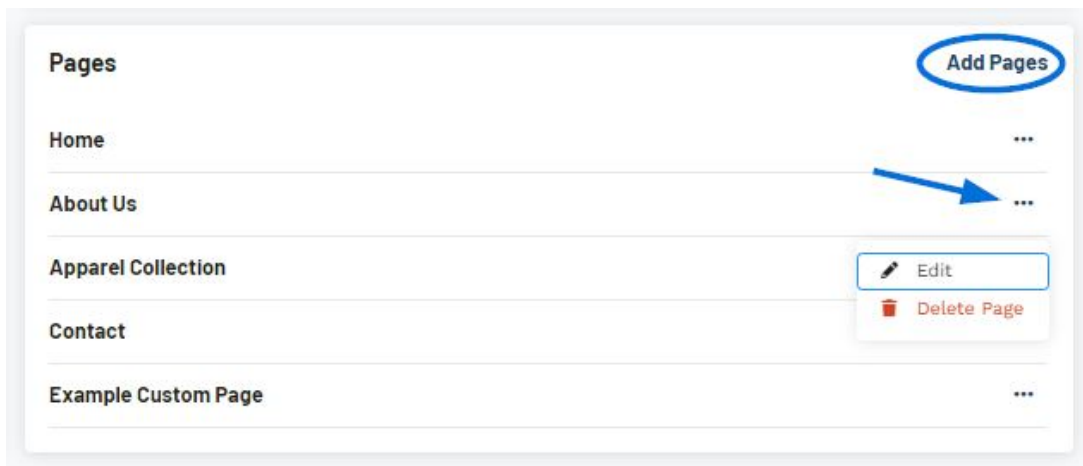 Pages
Add Pages
Home
...
About Us
...
Apparel Collection
Edit
Delete Page
Contact
Example Custom Page
...